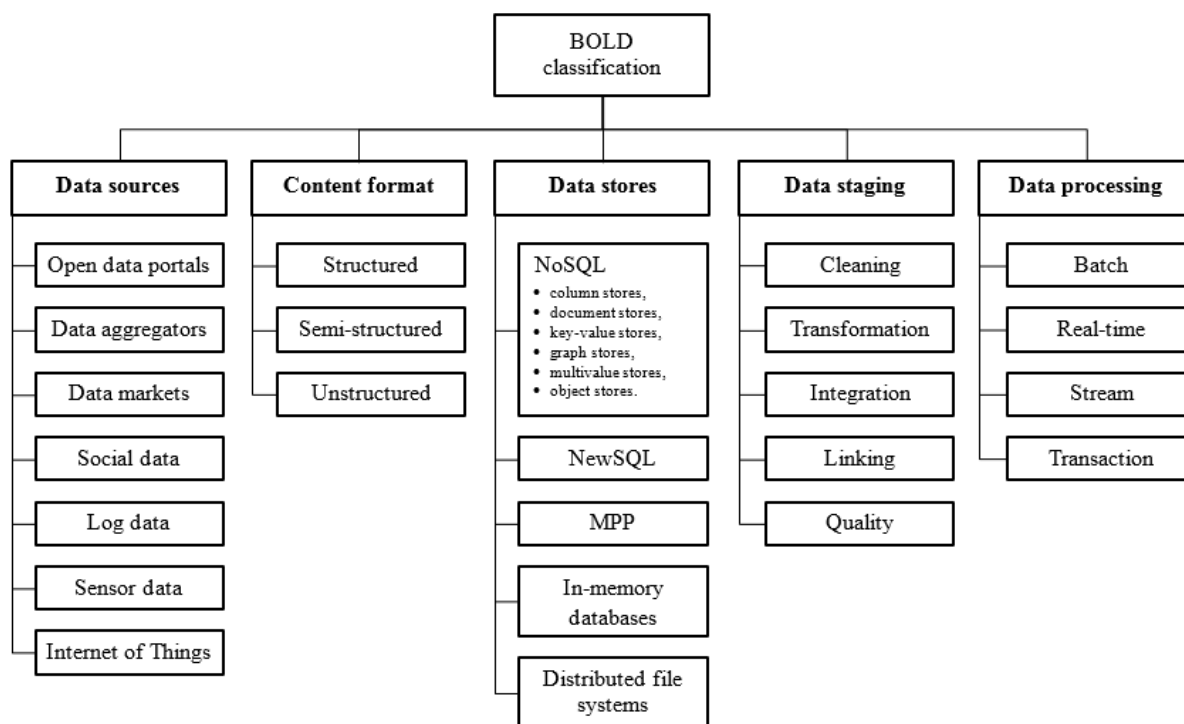 BOLD
classification
Data sources
Open data portals
Data aggregators
Data markets
Social data
Log data
Sensor data
Internet of Things
Content format
Structured
Semi-structured
Unstructured
Data stores
NoSQL
• column stores,
• document stores,
• key-value stores,
• graph stores,
• multivalue stores,
• object stores.
NewSQL
MPP
In-memory
databases
Distributed file
systems
Data staging
Cleaning
Transformation
Integration
Linking
Quality
Data processing
Batch
Real-time
Stream
Transaction